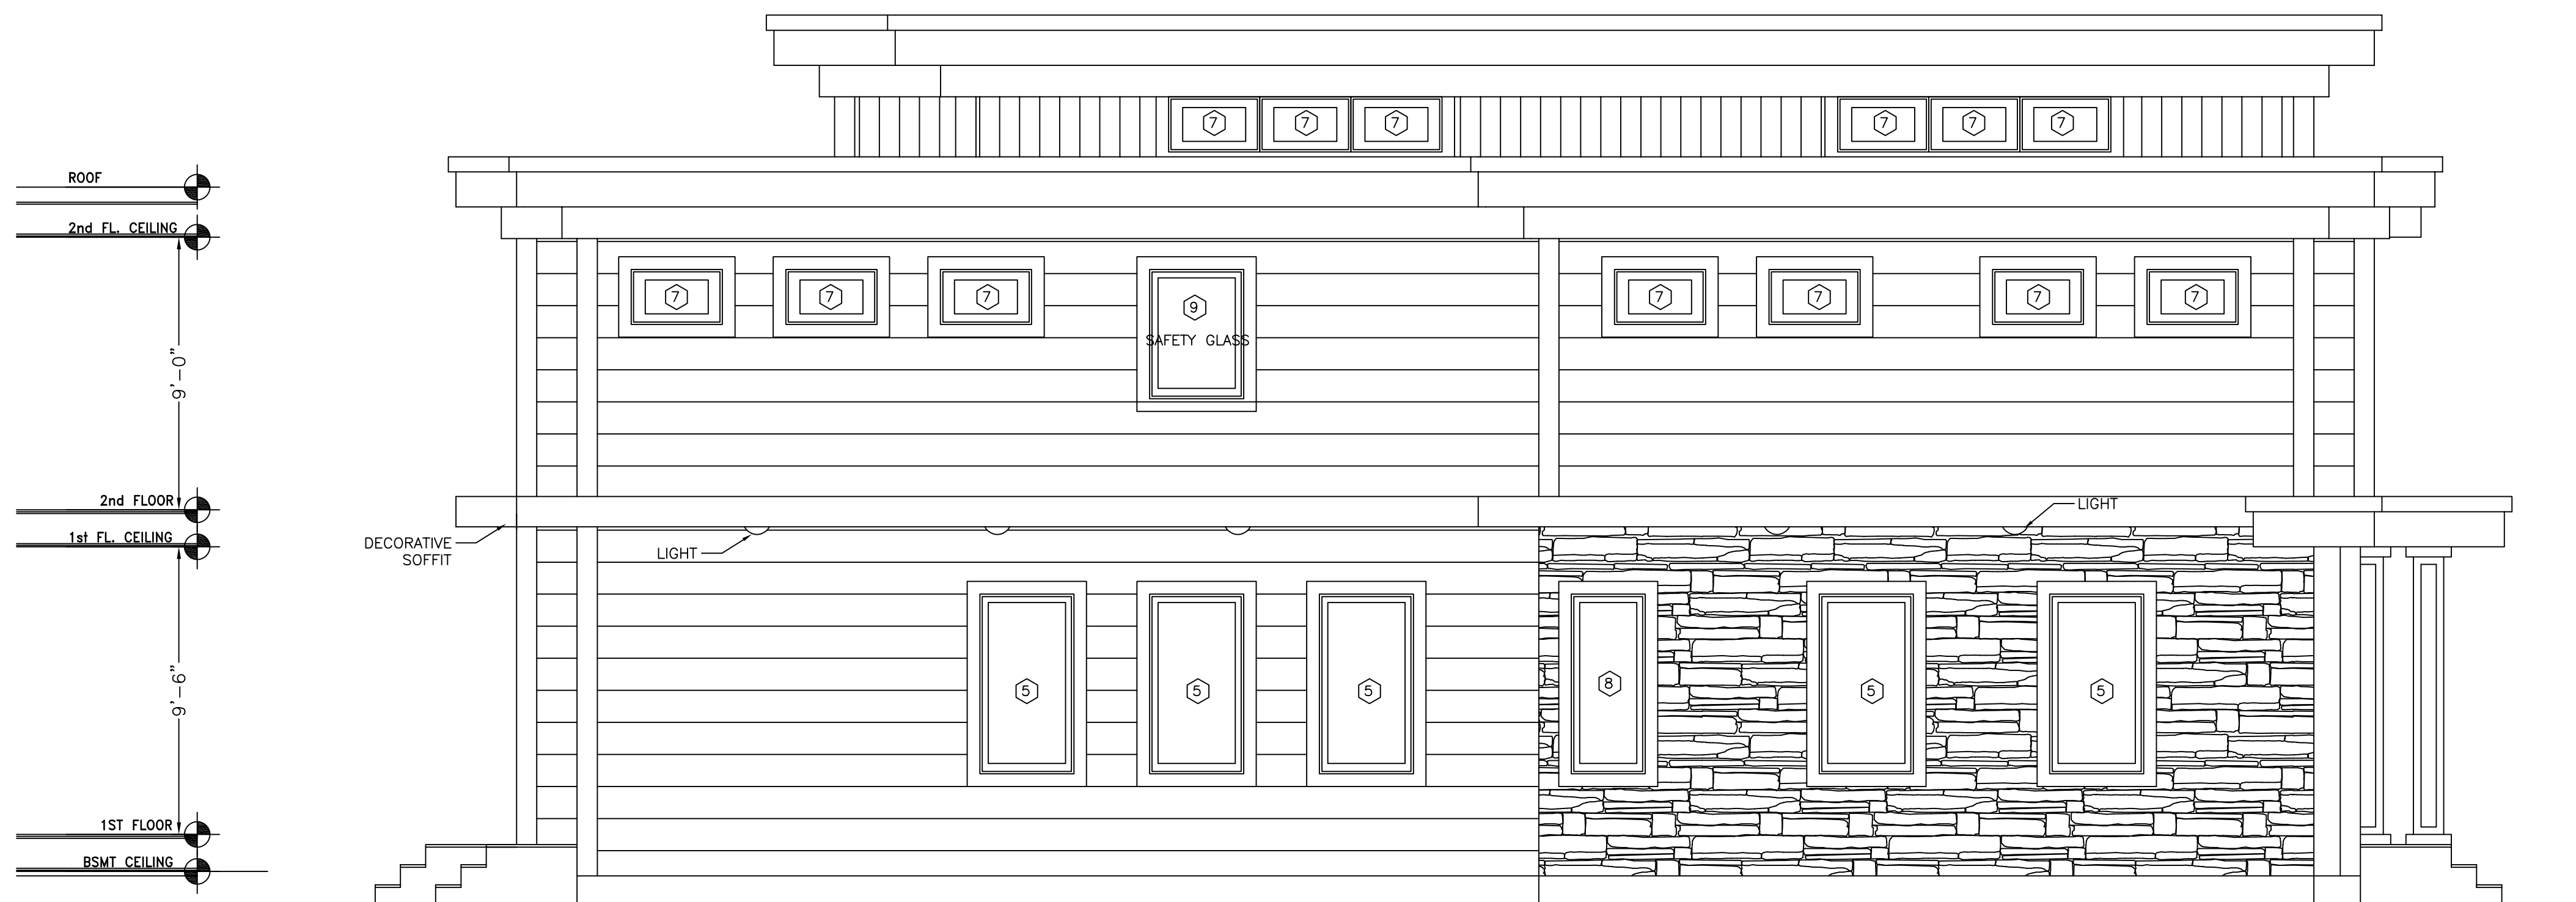 7 7 7 7 7 7
ROOF
2nd FL. CEILING
7 7 7 9 7 7 7 7
SAFETY GLASS
9'-0"
2nd FLOOR
LIGHT
1st FL. CEILING
DECORATIVE
SOFFIT
LIGHT
9'-6"
5 5 5 8 5 5
1ST FLOOR
BSMT CEILING